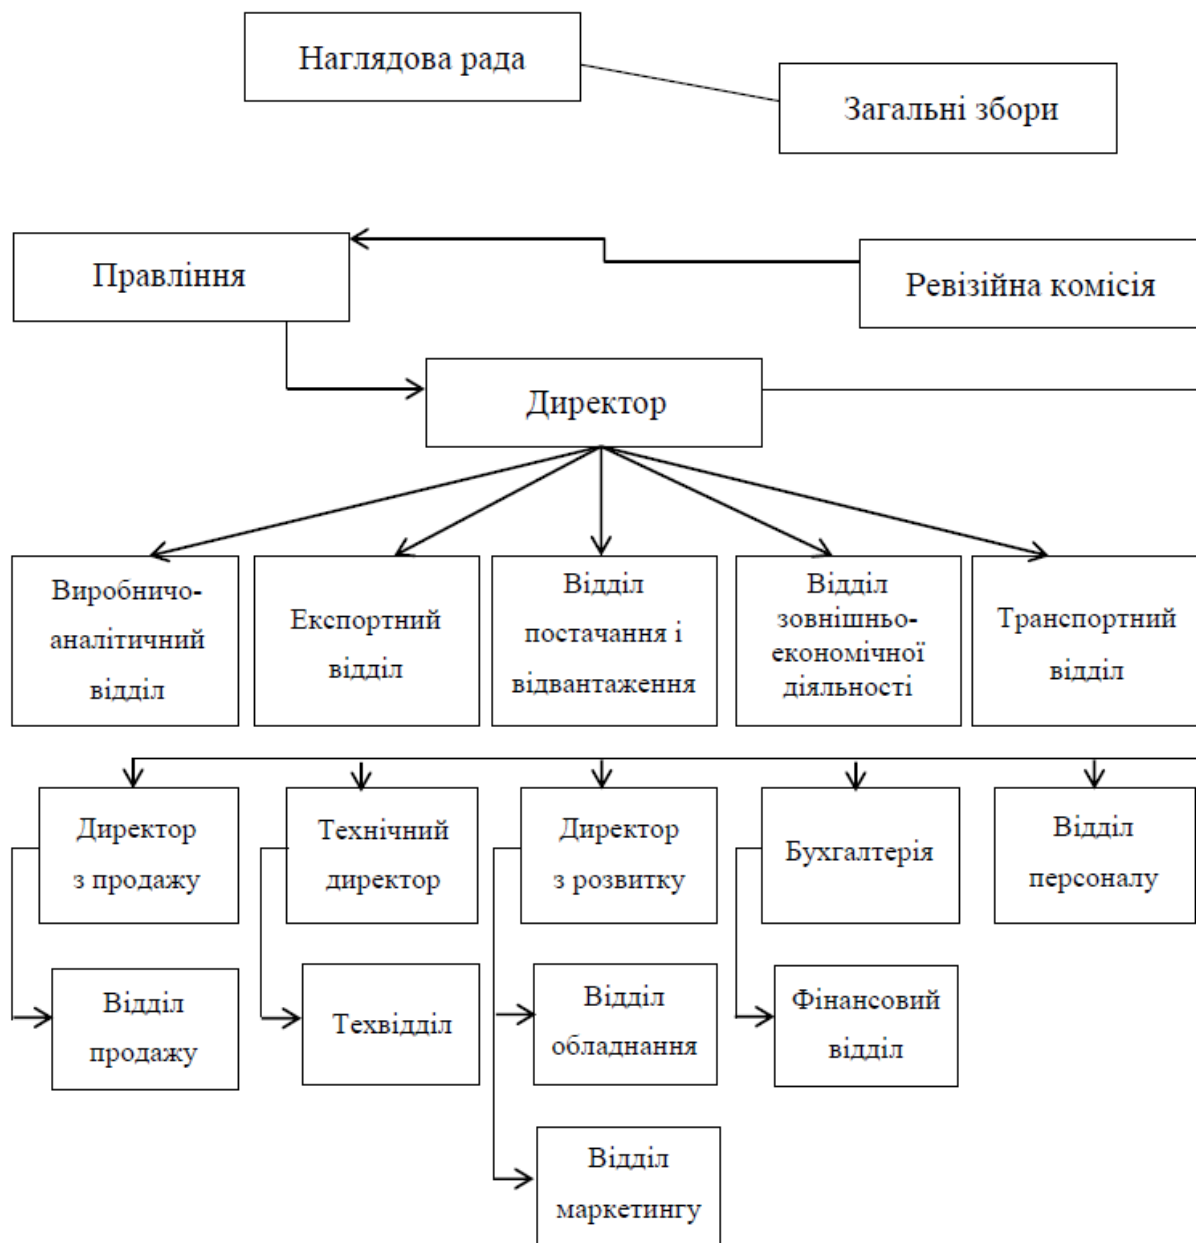 Наглядова рада
Загальні збори
Правління
Ревізійна комісія
Директор
Виробничо-
аналітичний
відділ
Експортний
відділ
Відділ
постачання і
відвантаження
Відділ
зовнішньо-
економічної
діяльності
Транспортний
відділ
Директор
з продажу
Технічний
директор
Директор
з розвитку
Бухгалтерія
Відділ
персоналу
Відділ
продажу
Техвідділ
Відділ
обладнання
Фінансовий
відділ
Відділ
маркетингу